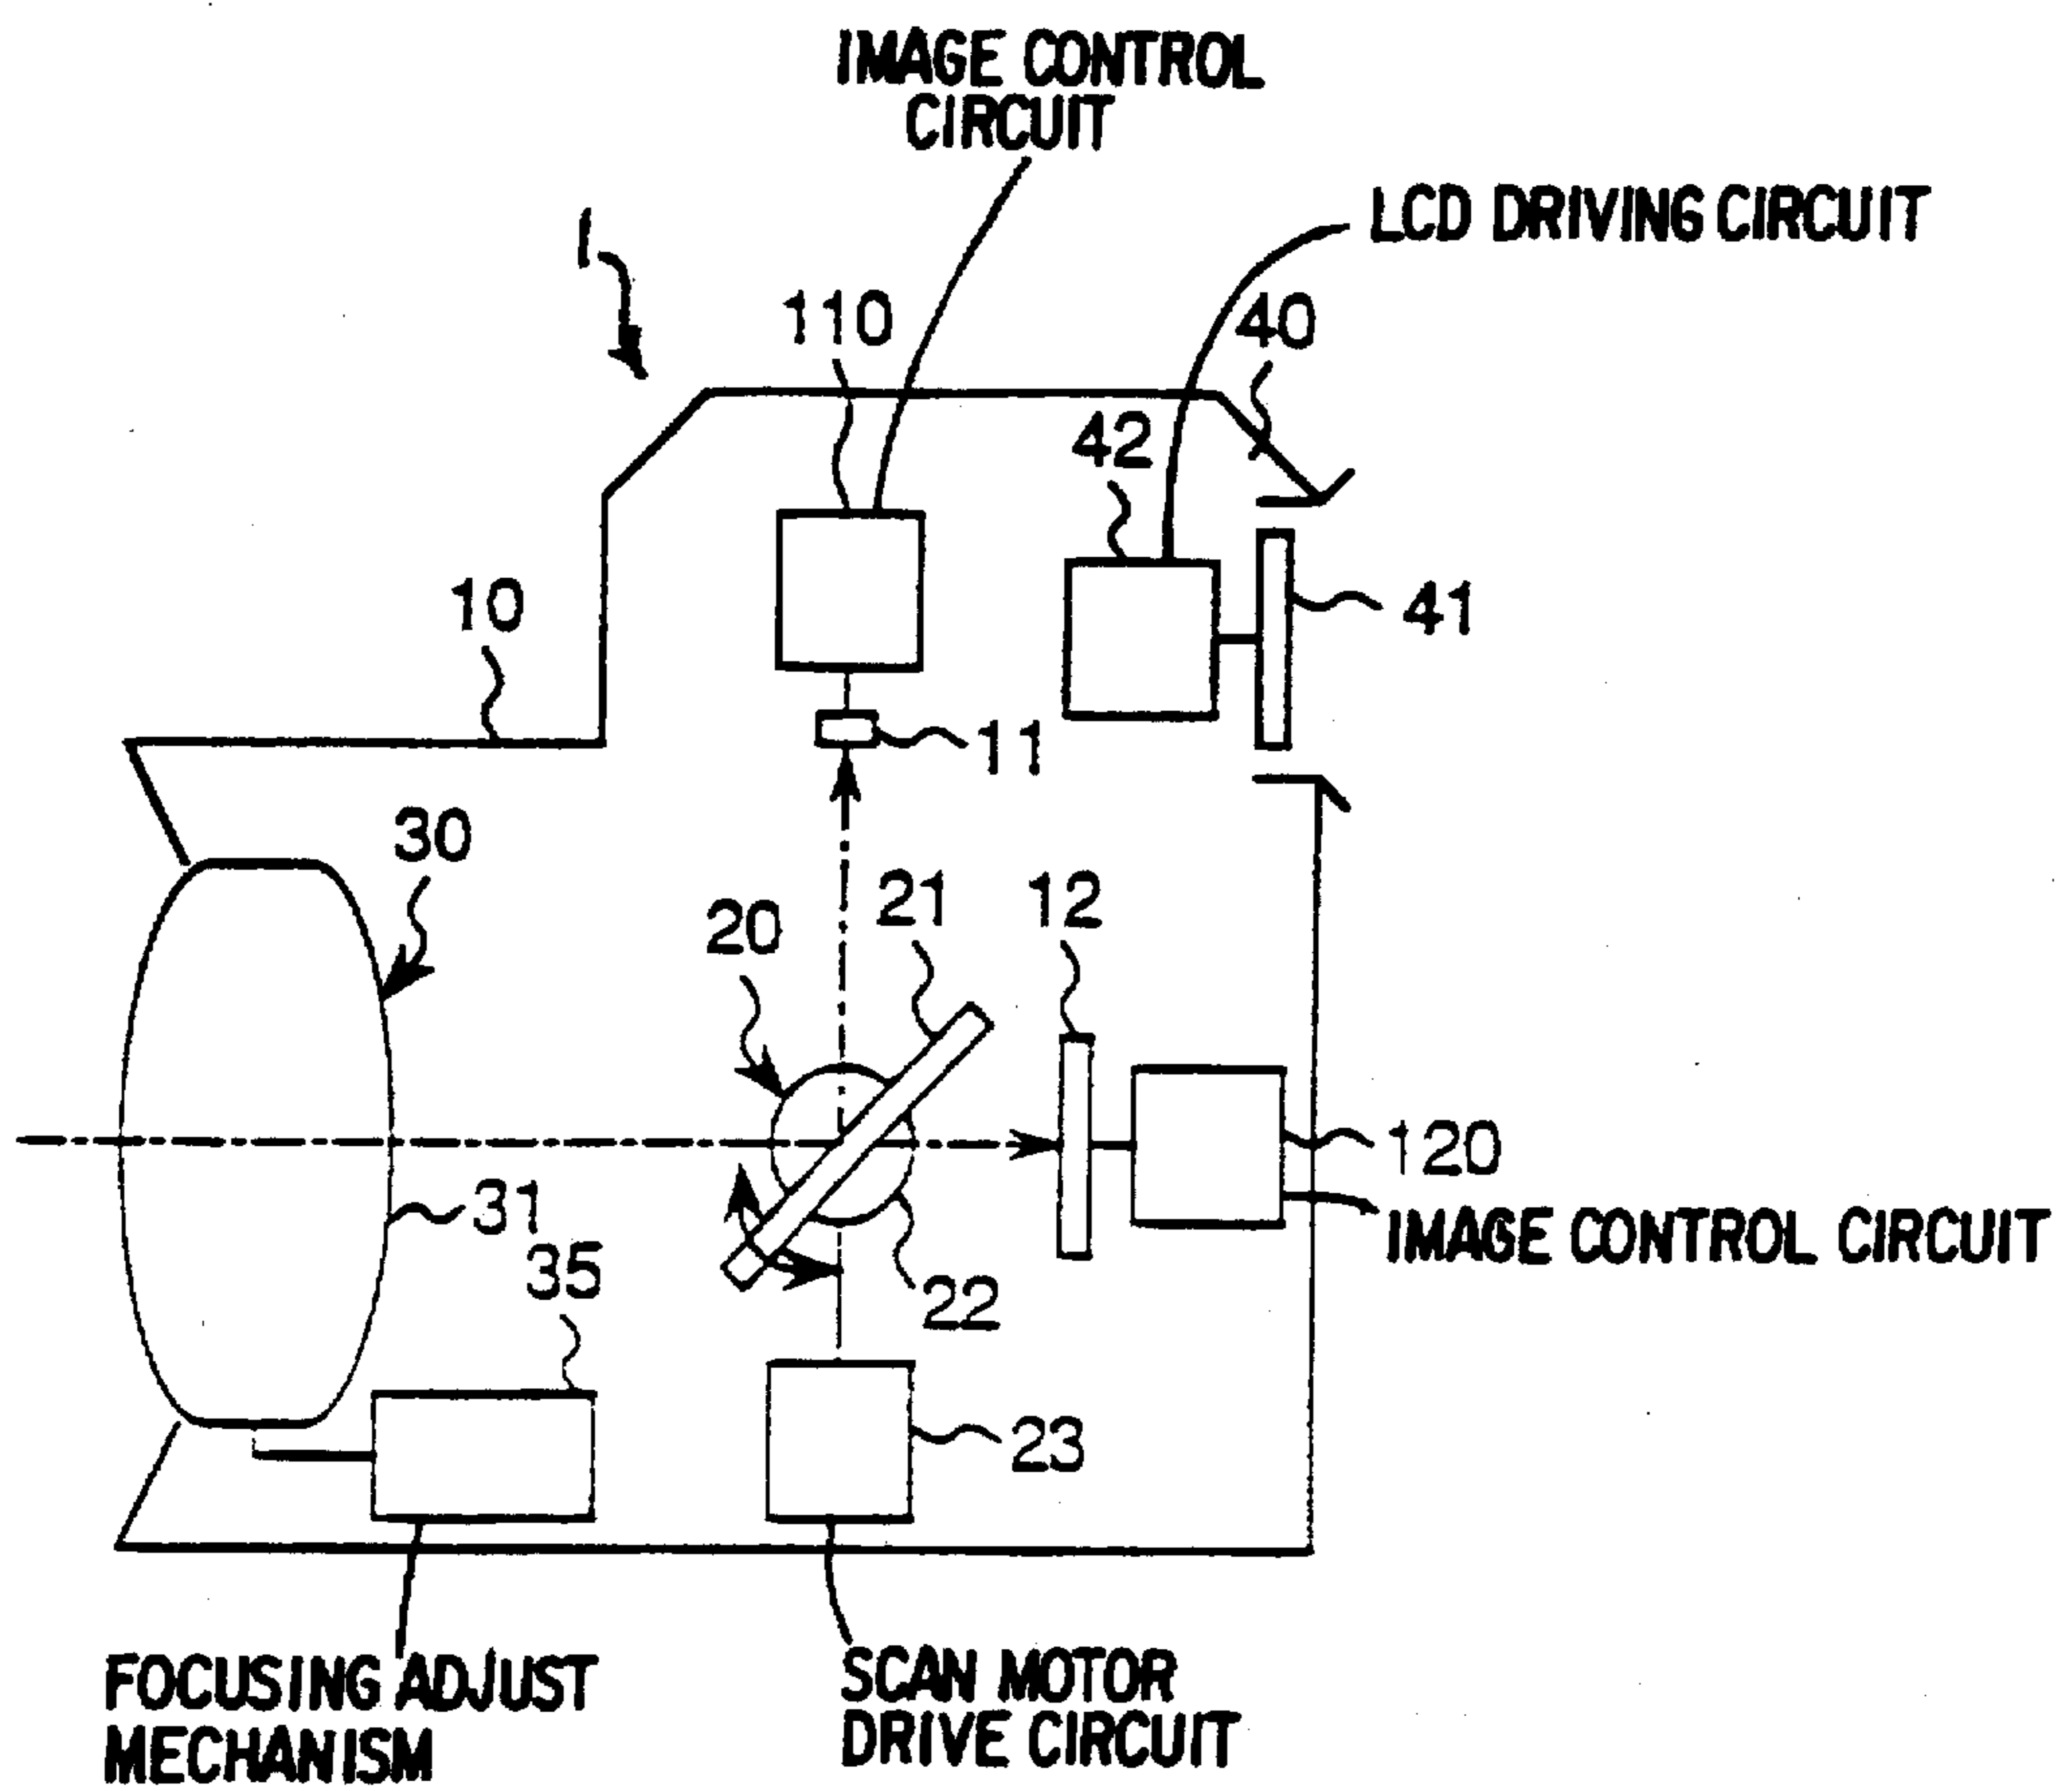 IMAGE CONTROL
CIRCUIT
LCD DRIVING CIRCUIT
1
110
40
42
10
41
11
30
21
12
20
120
31
IMAGE CONTROL CIRCUIT
35
22
23
FOCUSING ADJUST
MECHANISM
SCAN MOTOR
DRIVE CIRCUIT